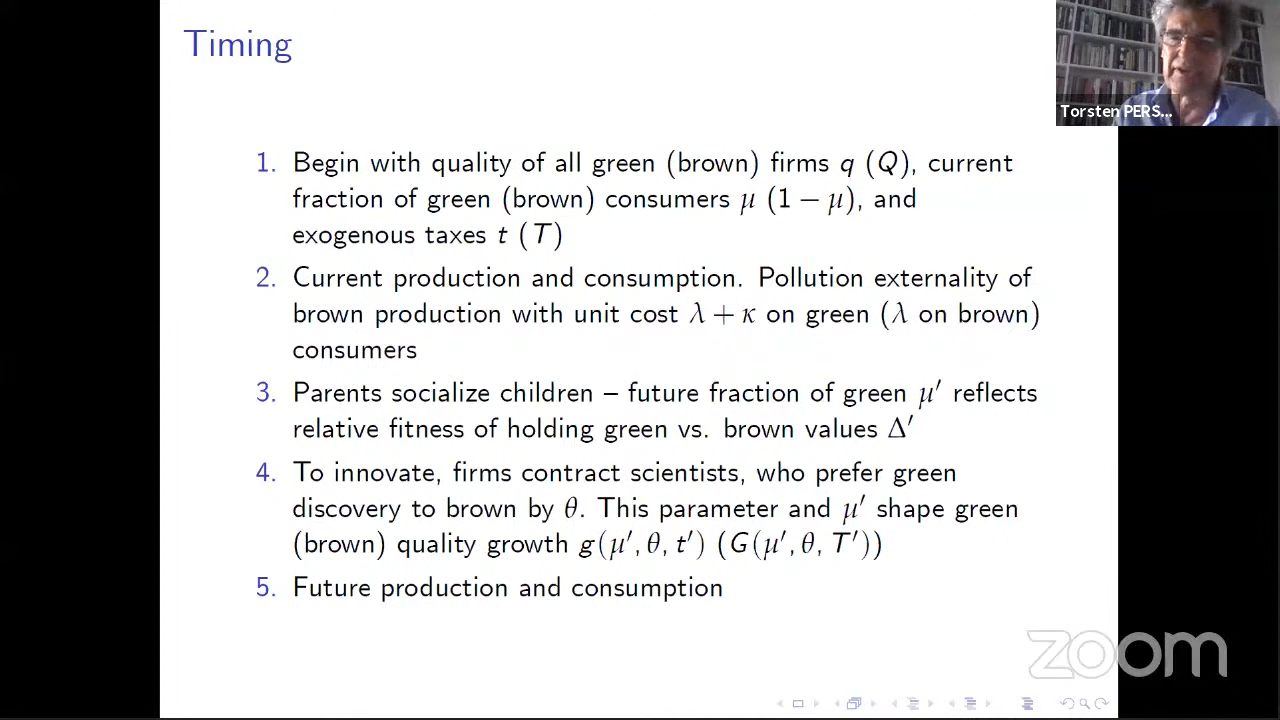 Timing
Torsten PERS...
1. Begin with quality of all green (brown) firms q (Q), current
fraction of green (brown) consumers μ (1 − μ), and
exogenous taxes t (T)
2. Current production and consumption. Pollution externality of
brown production with unit cost λ + κ on green (λ on brown)
consumers
3. Parents socialize children – future fraction of green μ′ reflects
relative fitness of holding green vs. brown values Δ′
4. To innovate, firms contract scientists, who prefer green
discovery to brown by θ. This parameter and μ′ shape green
(brown) quality growth g(μ′, θ, t′) (G(μ′, θ, T′))
5. Future production and consumption
zoom